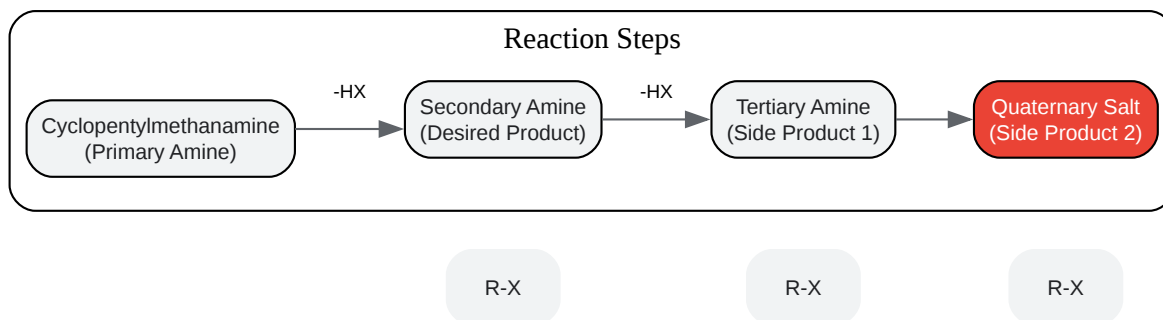 Reaction Steps
-HX
-HX
Cyclopentylmethanamine
(Primary Amine)
Secondary Amine
(Desired Product)
Tertiary Amine
(Side Product 1)
Quaternary Salt
(Side Product 2)
R-X
R-X
R-X